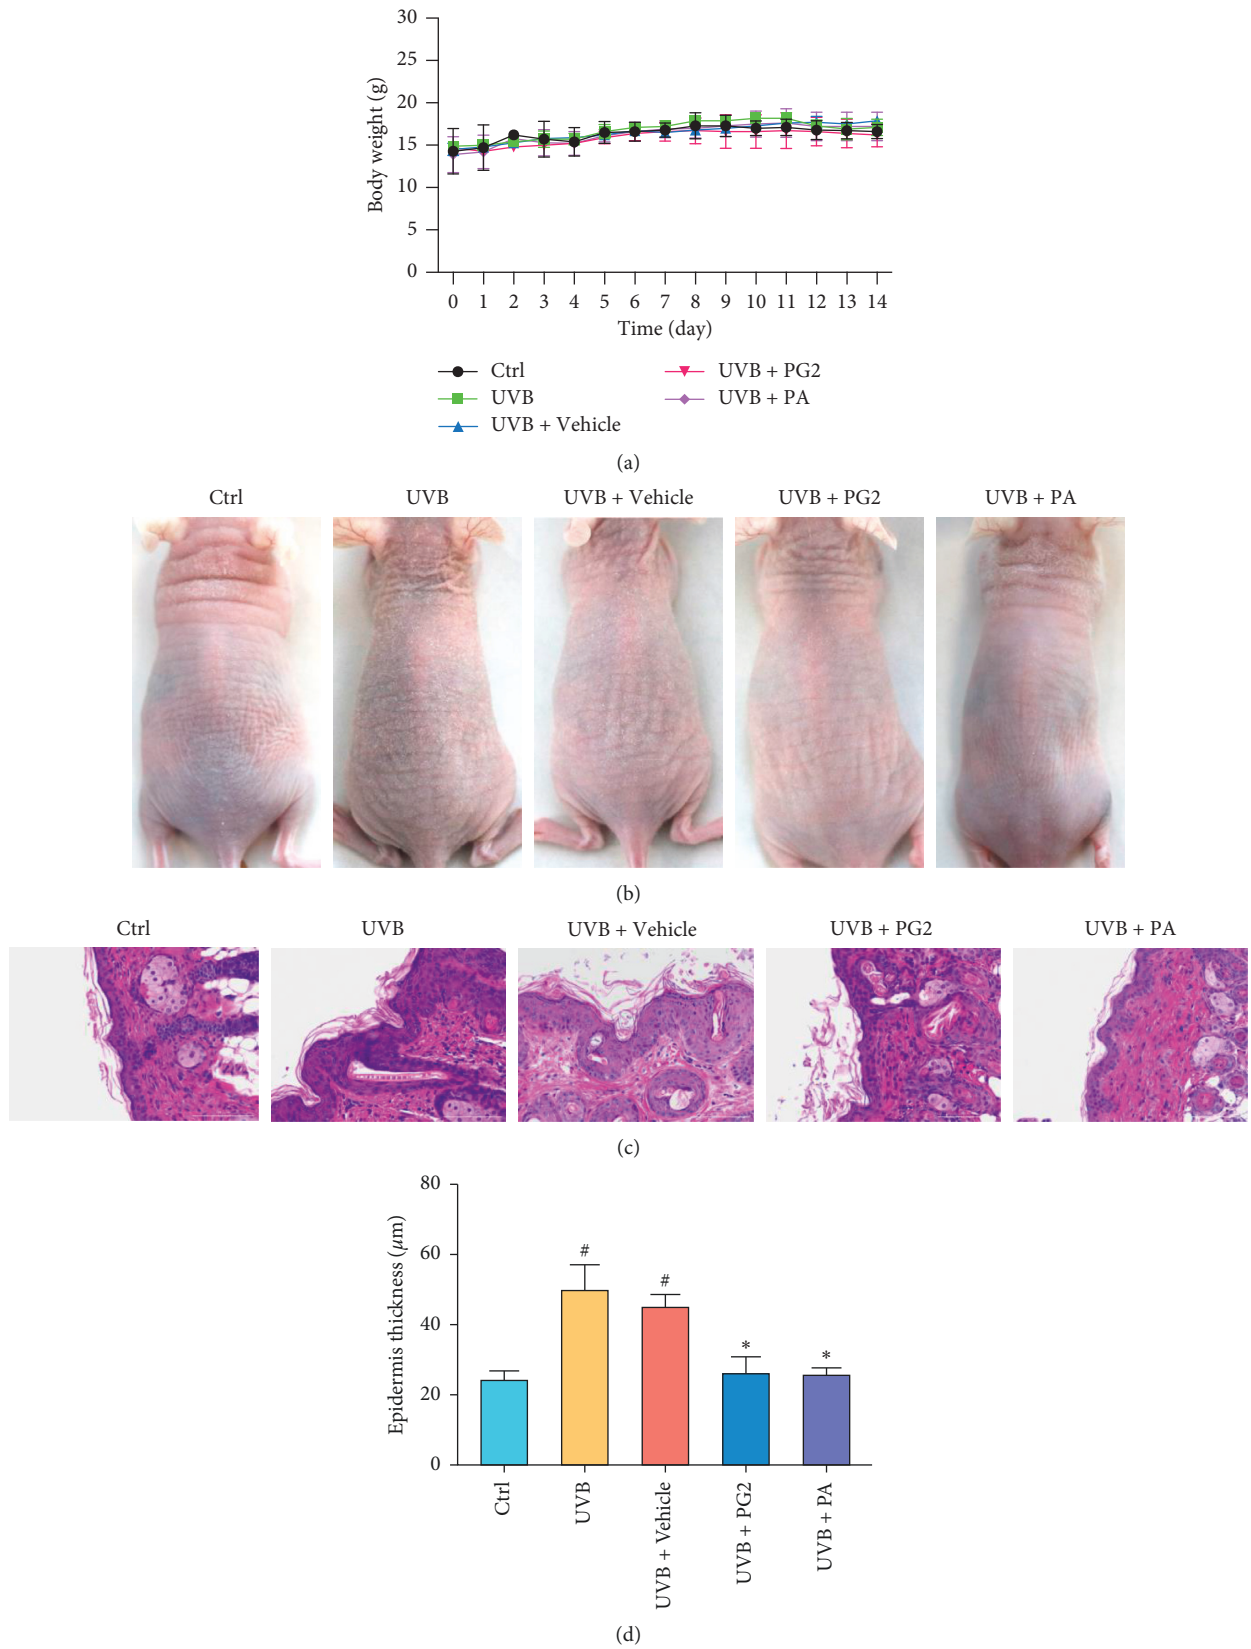 30
25
20
15
10
5
0
Body weight (g)
0 1 2 3 4 5 6 7 8 9 10 11 12 13 14
Time (day)
Ctrl
UVB
UVB + Vehicle
UVB + PG2
UVB + PA
(a)
Ctrl UVB UVB + Vehicle UVB + PG2 UVB + PA
(b)
Ctrl UVB UVB + Vehicle UVB + PG2 UVB + PA
(c)
80
60
40
20
0
Epidermis thickness (μm)
# # * *
Ctrl
UVB
UVB + Vehicle
UVB + PG2
UVB + PA
(d)